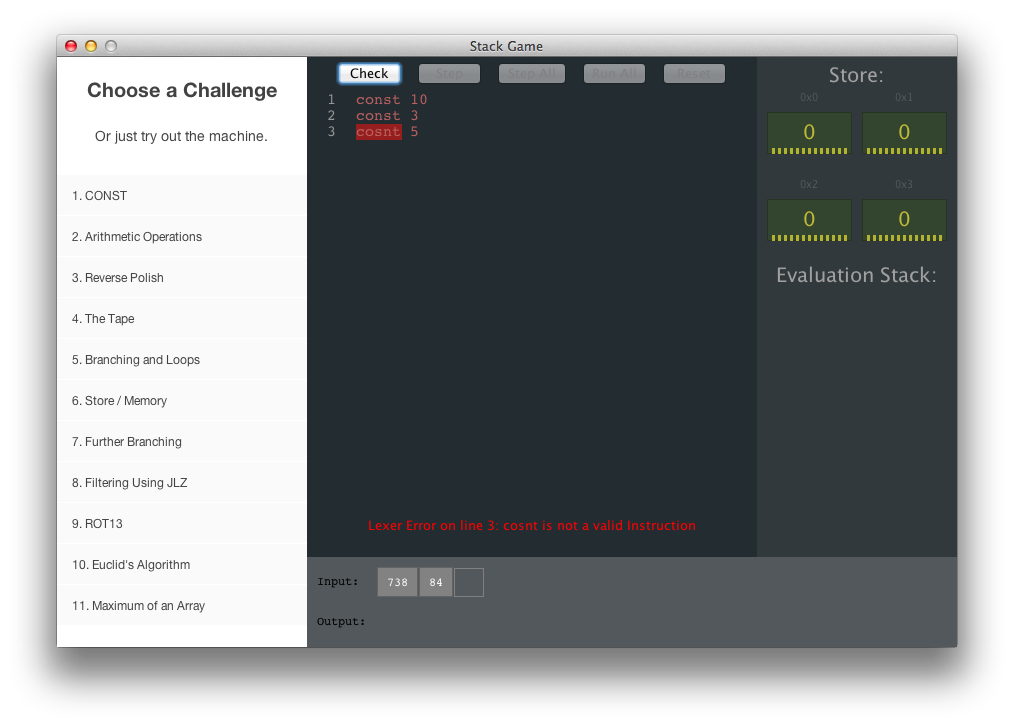 Stack Game
Choose a Challenge
Or just try out the machine.
1. CONST
2. Arithmetic Operations
3. Reverse Polish
4. The Tape
5. Branching and Loops
6. Store / Memory
7. Further Branching
8. Filtering Using JLZ
9. ROT13
10. Euclid's Algorithm
11. Maximum of an Array
Check Step Step All Run All Reset
1 const 10
2 const 3
3 cosnt 5
Lexer Error on line 3: cosnt is not a valid Instruction
Store:
0x0 0x1
0 0
0x2 0x3
0 0
Evaluation Stack:
Input: 738 84
Output: